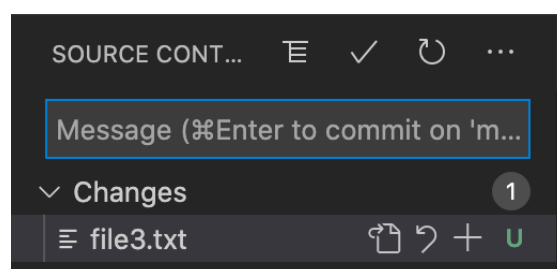 SOURCE CONT...
Message (⌘Enter to commit on 'm...
Changes 1
file3.txt U